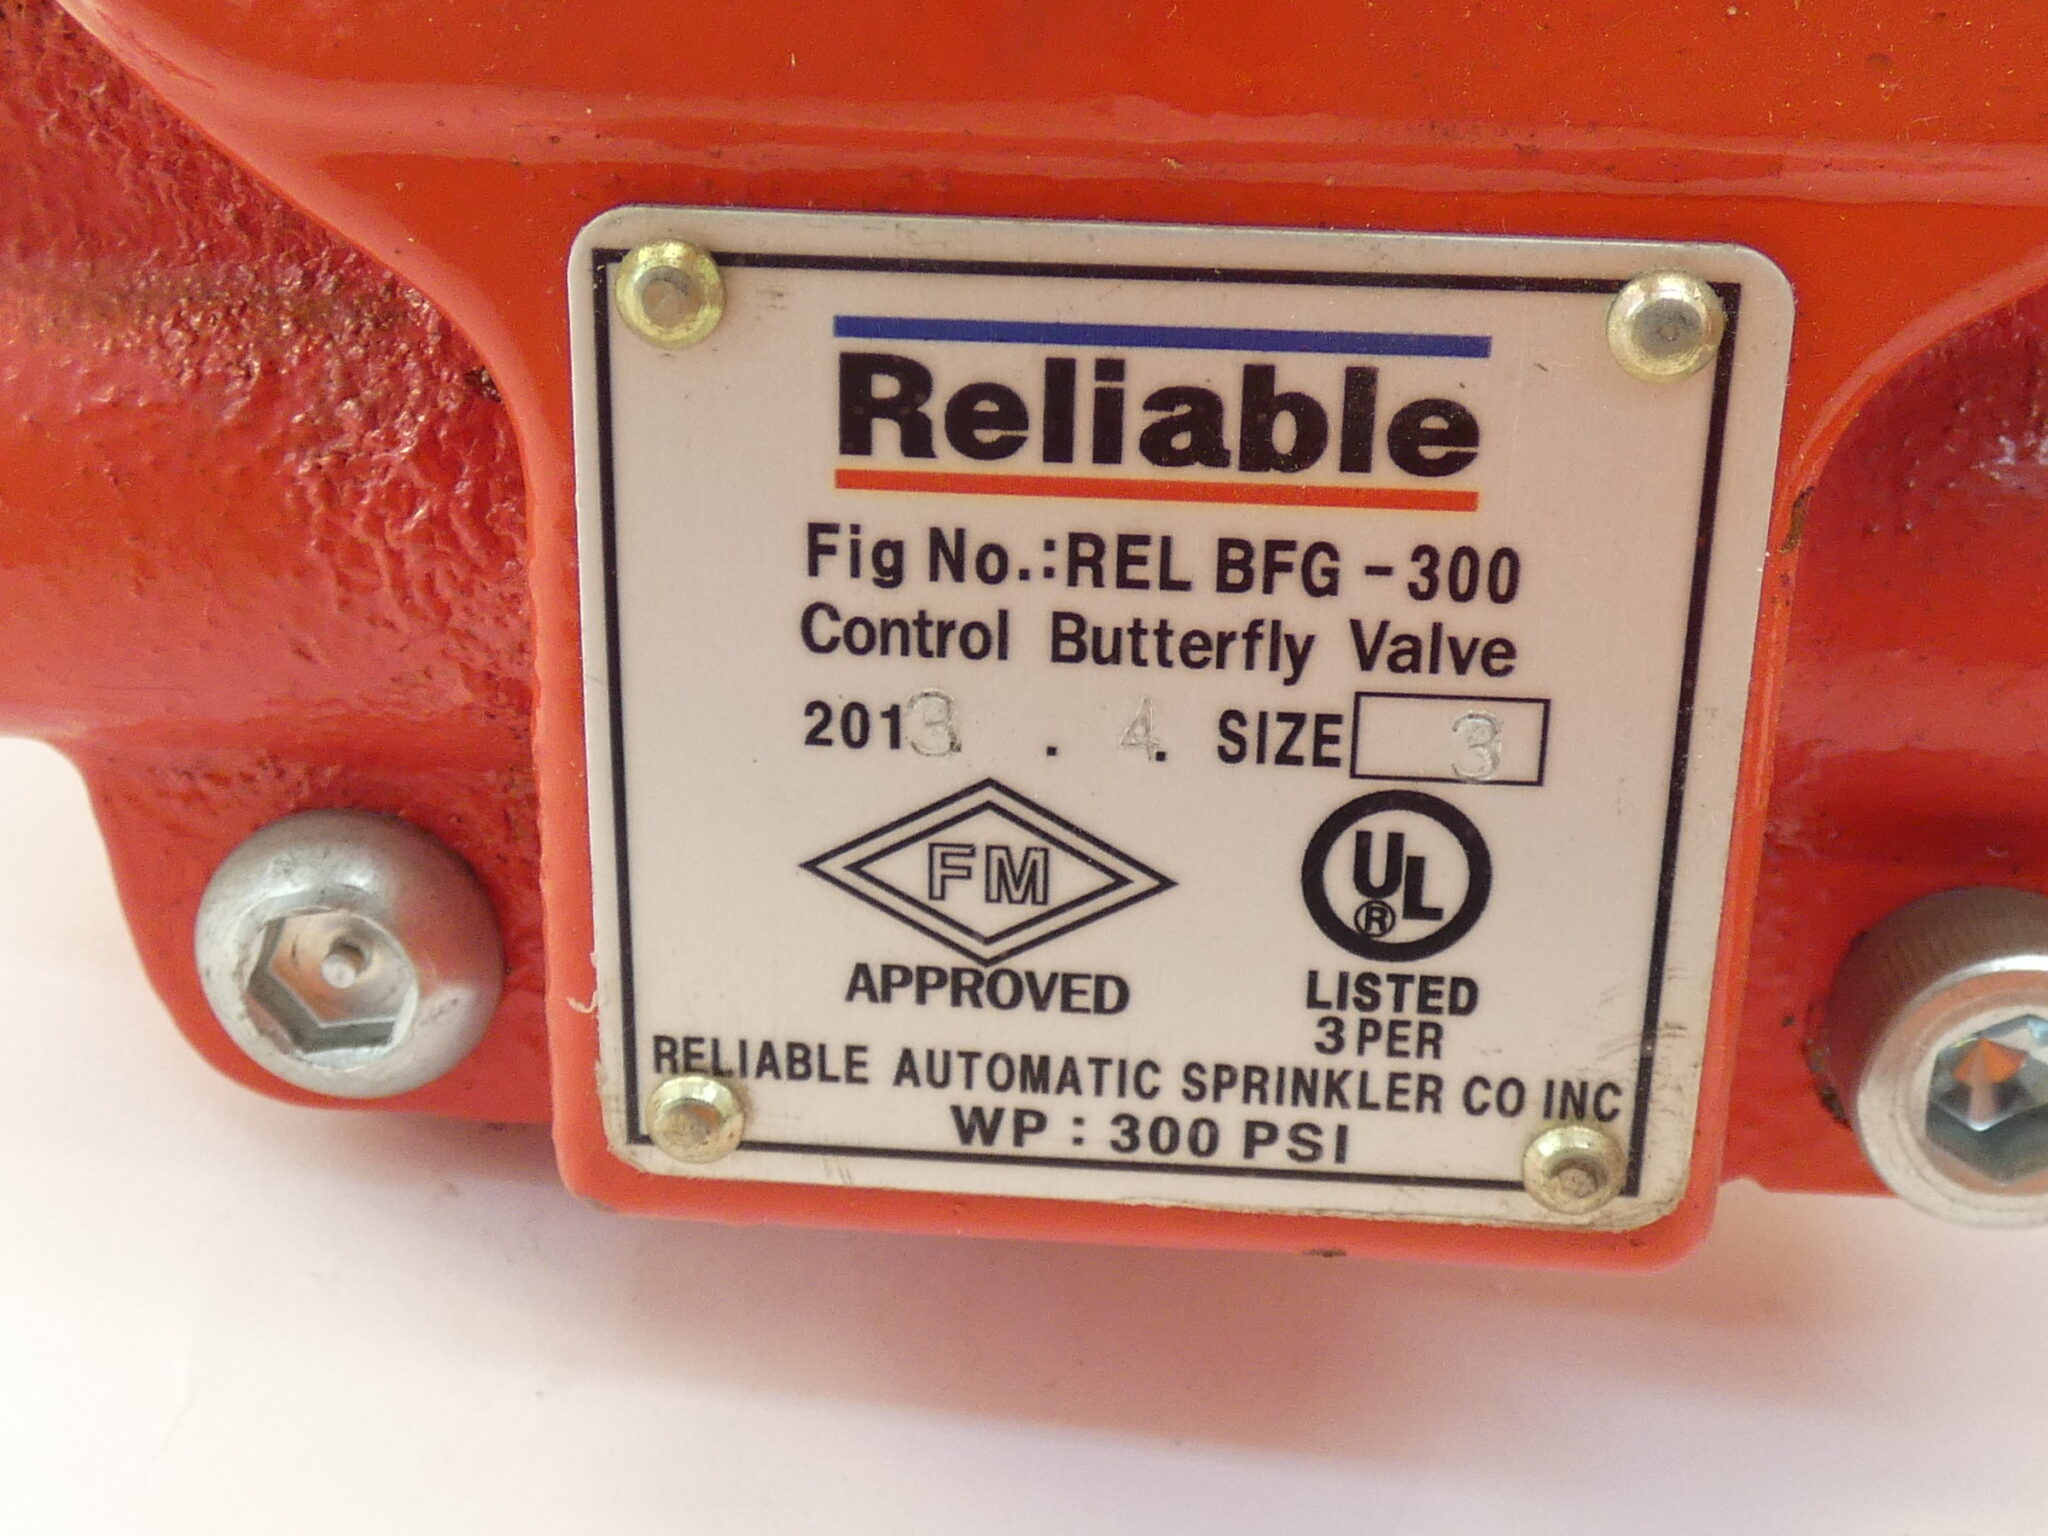 Reliable
Fig No.:REL BFG - 300
Control Butterfly Valve
2013. . 4. SIZE 3
FM
UL
®
APPROVED
LISTED
3 PER
RELIABLE AUTOMATIC SPRINKLER CO INC
WP : 300 PSI